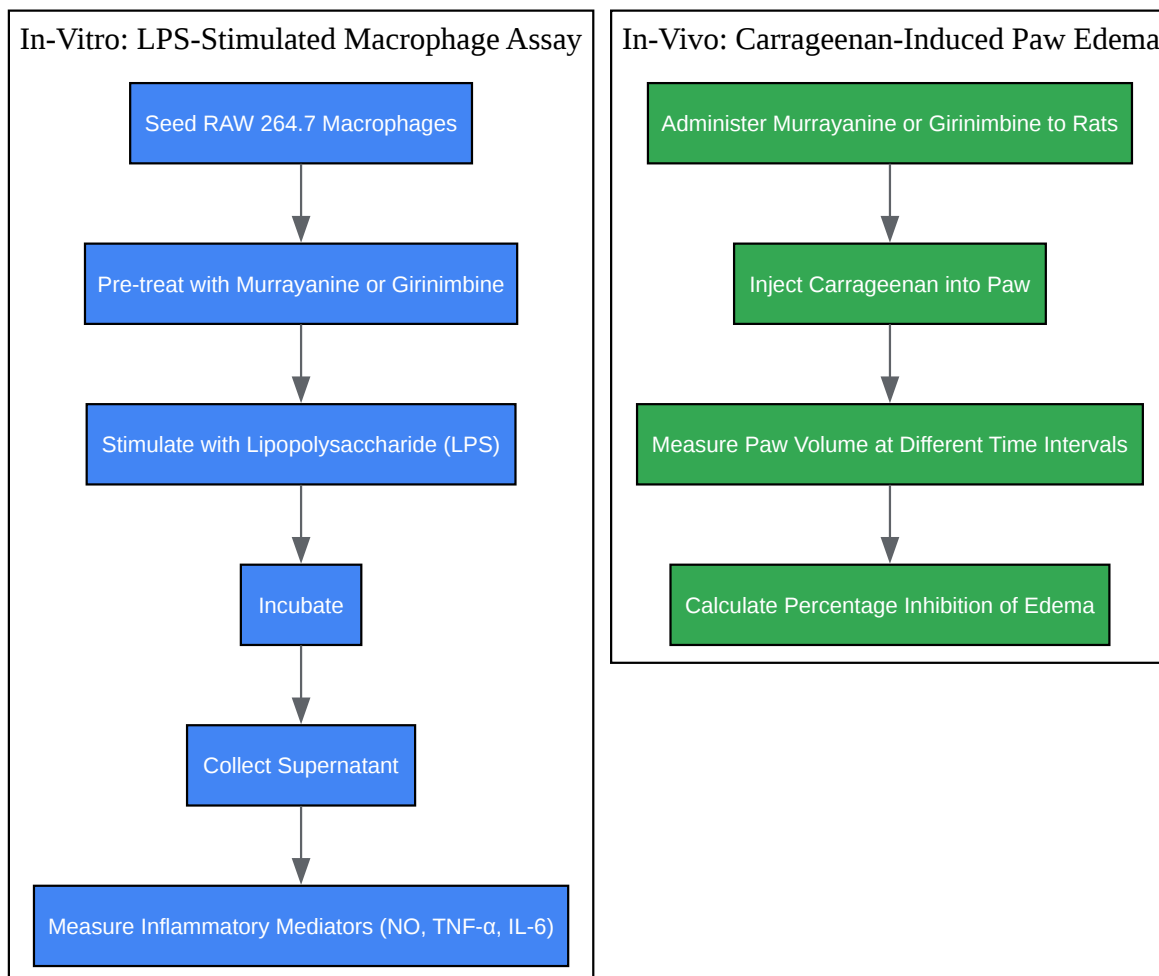 In-Vitro: LPS-Stimulated Macrophage Assay
Seed RAW 264.7 Macrophages
Pre-treat with Murrayanine or Girinimbine
Stimulate with Lipopolysaccharide (LPS)
Incubate
Collect Supernatant
Measure Inflammatory Mediators (NO, TNF-α, IL-6)
In-Vivo: Carrageenan-Induced Paw Edema
Administer Murrayanine or Girinimbine to Rats
Inject Carrageenan into Paw
Measure Paw Volume at Different Time Intervals
Calculate Percentage Inhibition of Edema